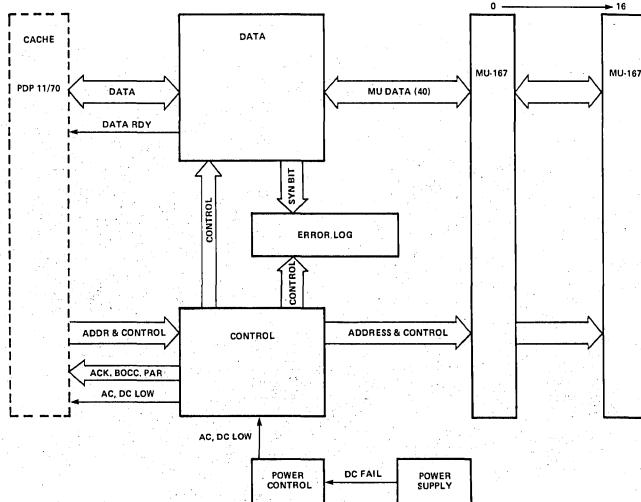 0 16
CACHE
DATA
PDP 11/70
DATA
MU DATA (40)
MU-167
MU-167
DATA RDY
CONTROL
SYN BIT
ERROR LOG
CONTROL
ADDR & CONTROL
CONTROL
ADDRESS & CONTROL
ACK, BOCC, PAR
AC, DC LOW
AC, DC LOW
POWER
CONTROL
DC FAIL
POWER
SUPPLY